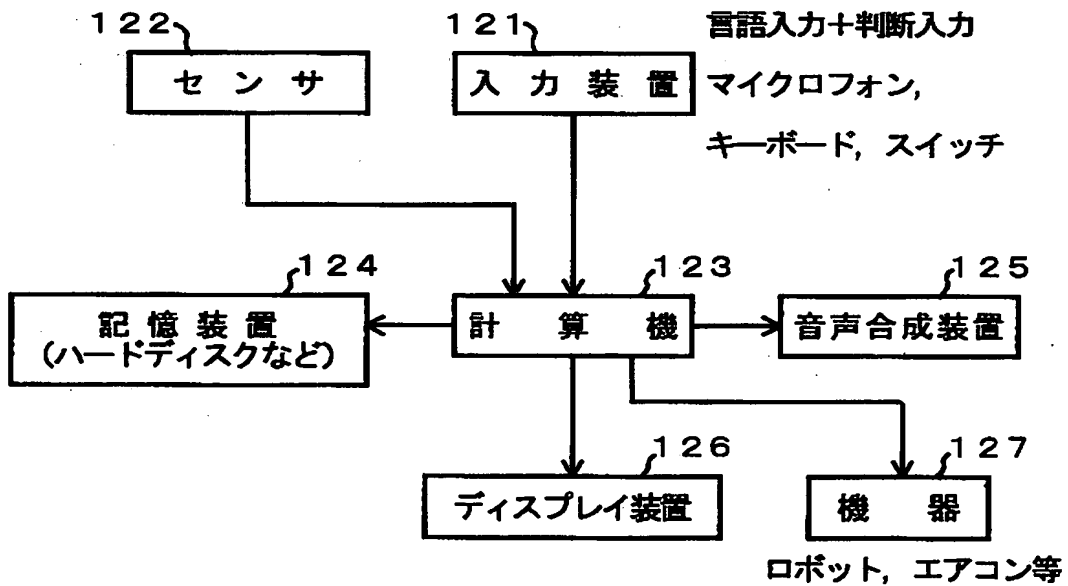 122
センサ
121
入力装置
言語入力+判断入力
マイクロフォン,
キーボード, スイッチ
124
記憶装置
(ハードディスクなど)
123
計算機
125
音声合成装置
126
ディスプレイ装置
127
機器
ロボット, エアコン等